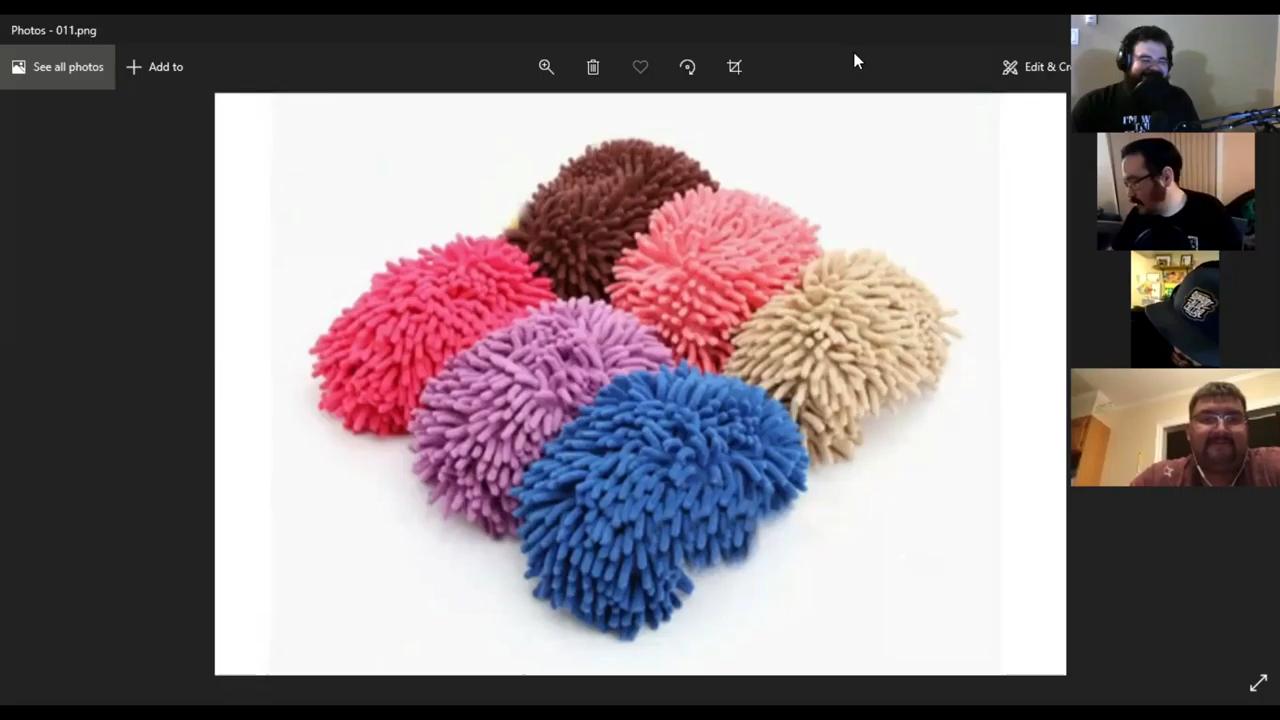 Photos - 011.png
See all photos
Add to
Edit & Cr
I'M W